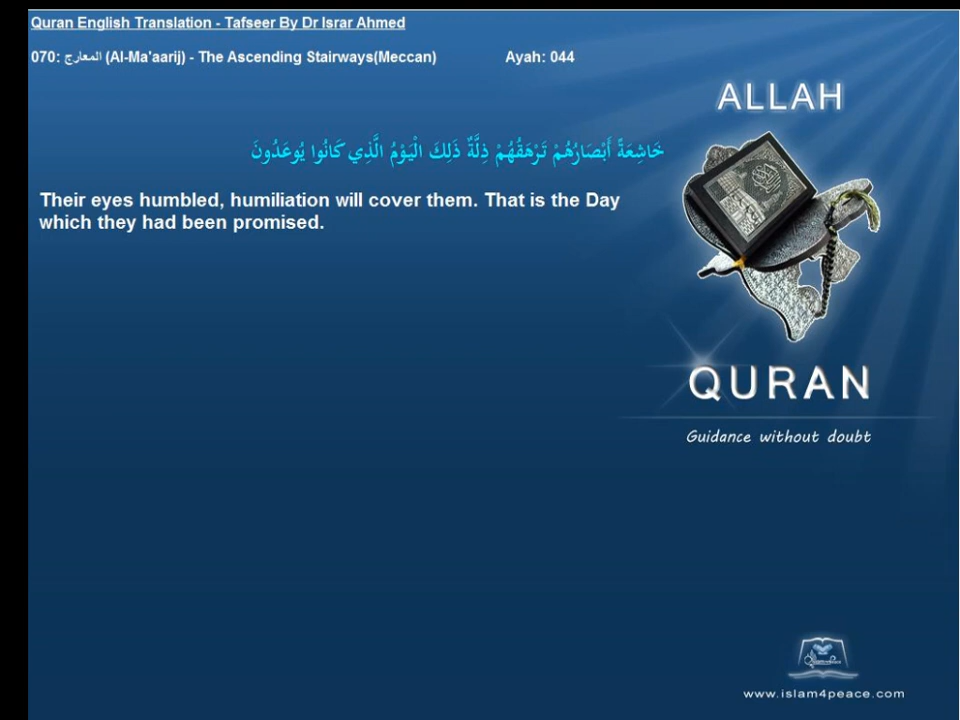 Quran English Translation - Tafseer By Dr Israr Ahmed
070: المعارج (Al-Ma'aarij) - The Ascending Stairways(Meccan) Ayah: 044
ALLAH
خَاشِعَةً أَبْصَارُهُمْ تَرْهَقُهُمْ ذِلَّةٌ ذَلِكَ الْيَوْمُ الَّذِي كَانُوا يُوعَدُونَ
Their eyes humbled, humiliation will cover them. That is the Day
which they had been promised.
QURAN
Guidance without doubt
www.islam4peace.com